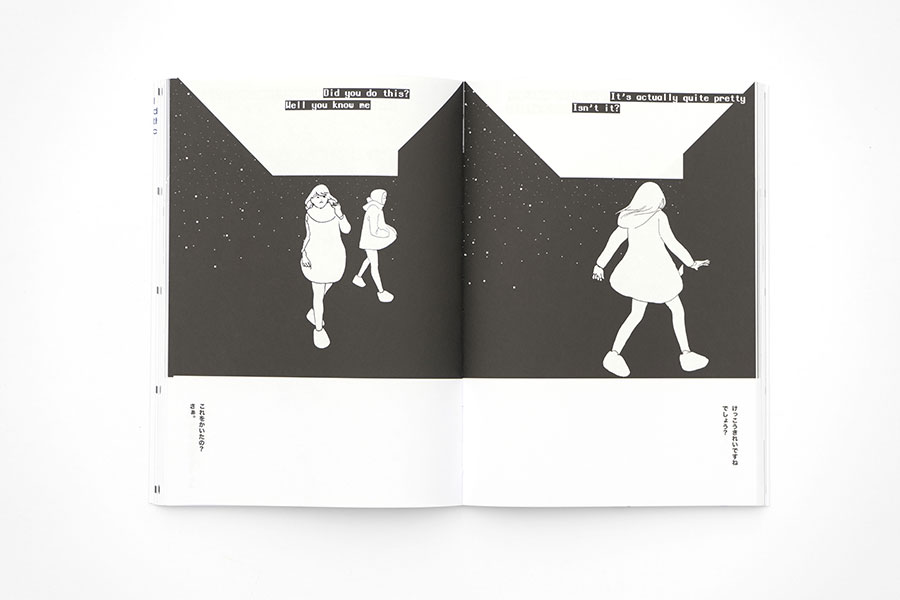 Did you do this?
Well you know me
It's actually quite pretty
Isn't it?
これをかいたの？
さぁ。
けっこうきれいですね
でしょう？